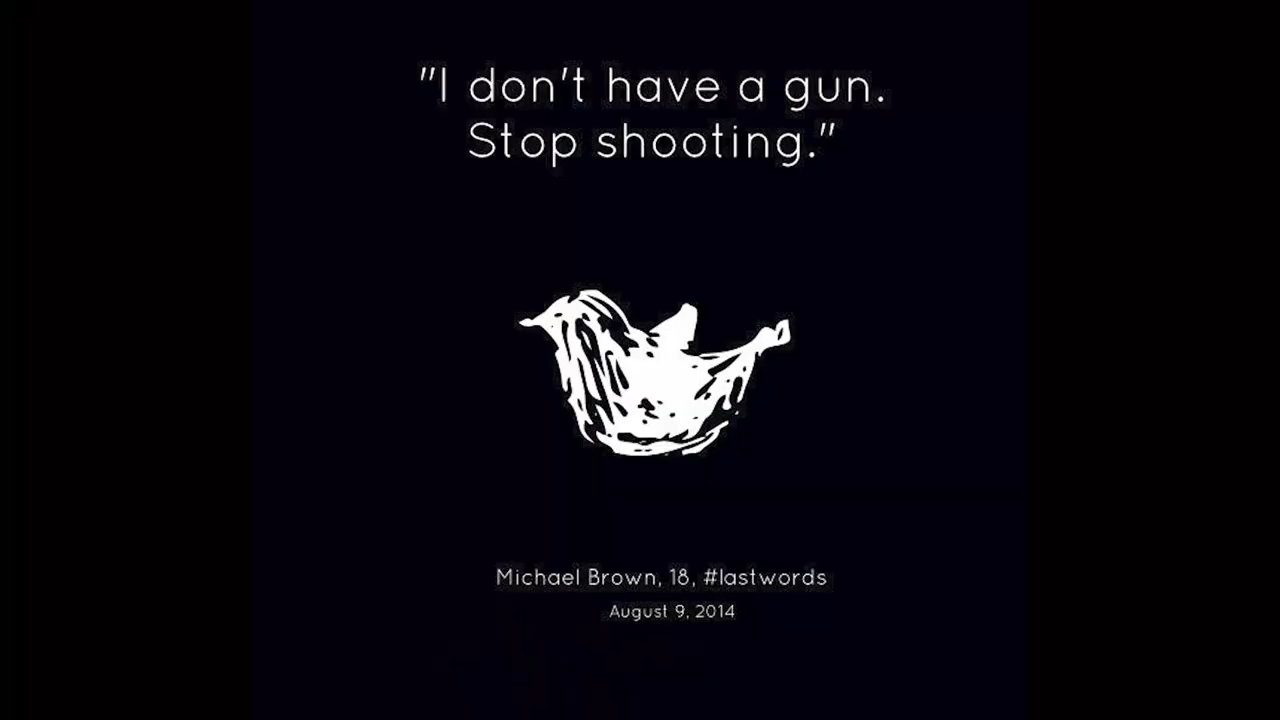 "I don't have a gun.
Stop shooting."
Michael Brown, 18, #lastwords
August 9, 2014